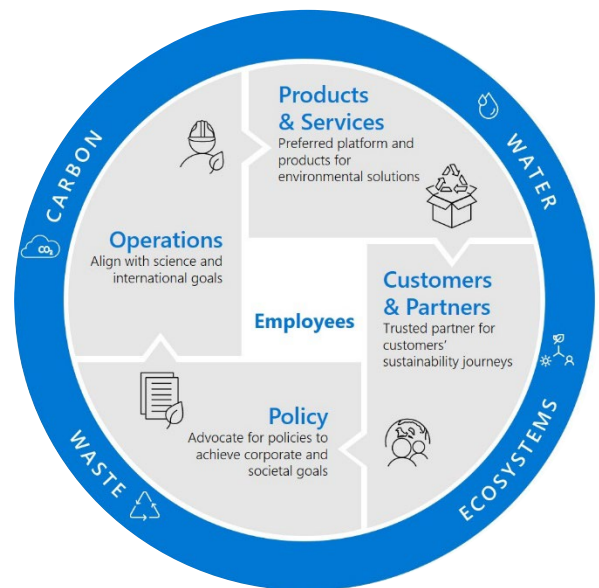 CARBON
WATER
ECOSYSTEMS
WASTE
Products
& Services
Preferred platform and
products for
environmental solutions
Operations
Align with science and
international goals
Customers
& Partners
Trusted partner for
customers'
sustainability journeys
Employees
Policy
Advocate for policies to
achieve corporate and
societal goals
CO₂